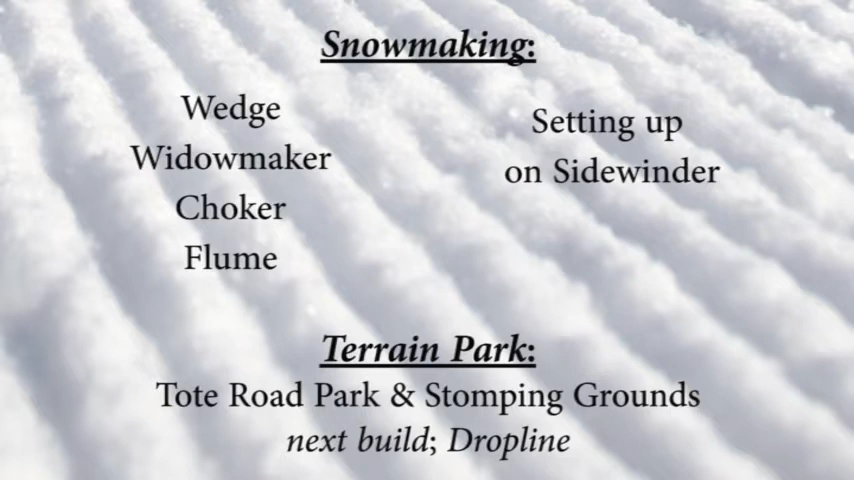 Snowmaking:
Wedge
Widowmaker
Choker
Flume
Setting up
on Sidewinder
Terrain Park:
Tote Road Park & Stomping Grounds
next build; Dropline